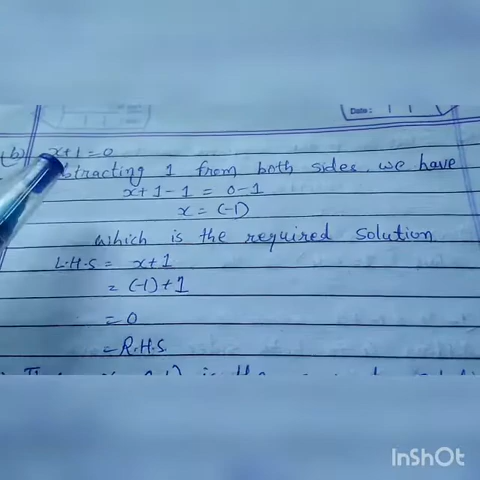 Date:
(b) x+1=0
btracting 1 from both sides, we have
x+1-1 = 0-1
x = (-1)
which is the required solution
L.H.S = x+1
= (-1)+1
= 0
= R.H.S.
InShOt